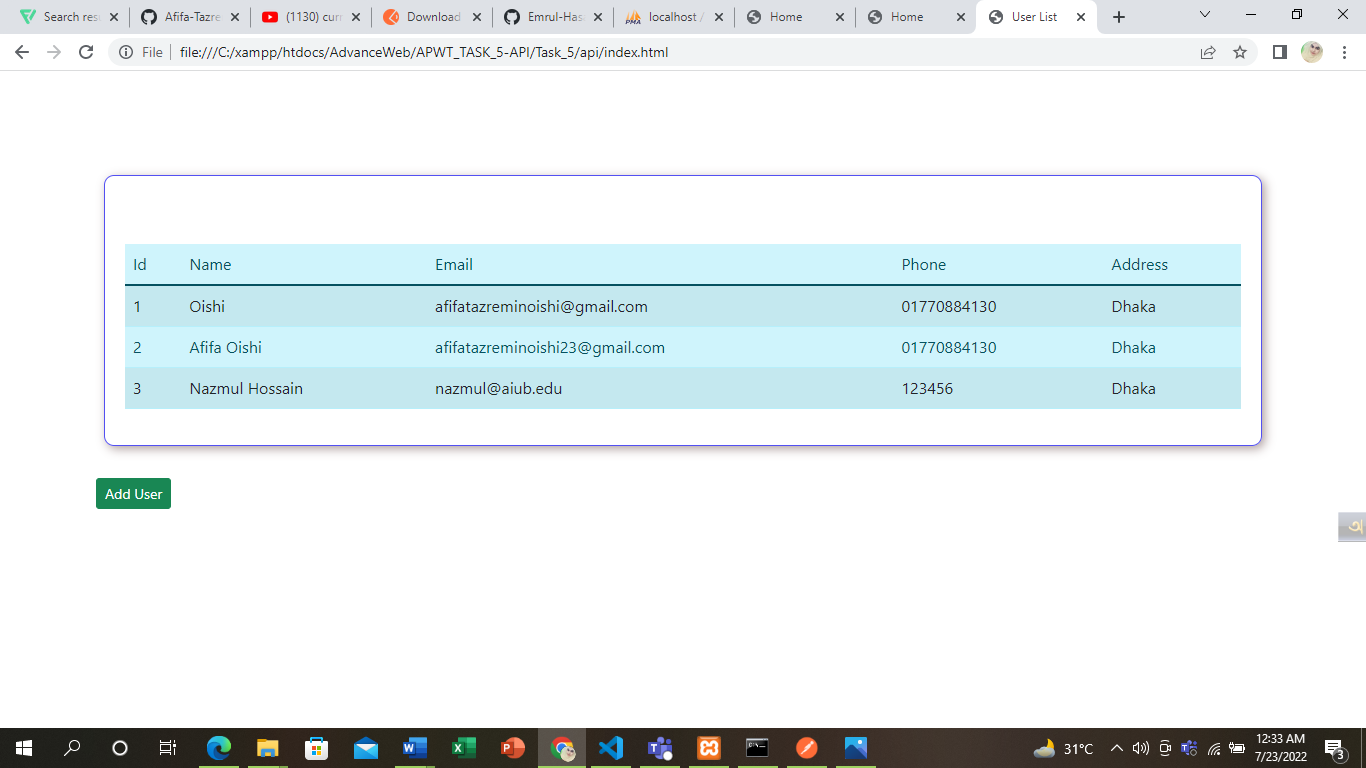 Search res
Afifa-Tazre
(1130) curr
Download
Emrul-Has
localhost /
Home
Home
User List
File
file:///C:/xampp/htdocs/AdvanceWeb/APWT_TASK_5-API/Task_5/api/index.html
Id Name Email Phone Address
1 Oishi afifatazreminoishi@gmail.com 01770884130 Dhaka
2 Afifa Oishi afifatazreminoishi23@gmail.com 01770884130 Dhaka
3 Nazmul Hossain nazmul@aiub.edu 123456 Dhaka
Add User
অ
31°C
12:33 AM
7/23/2022
3